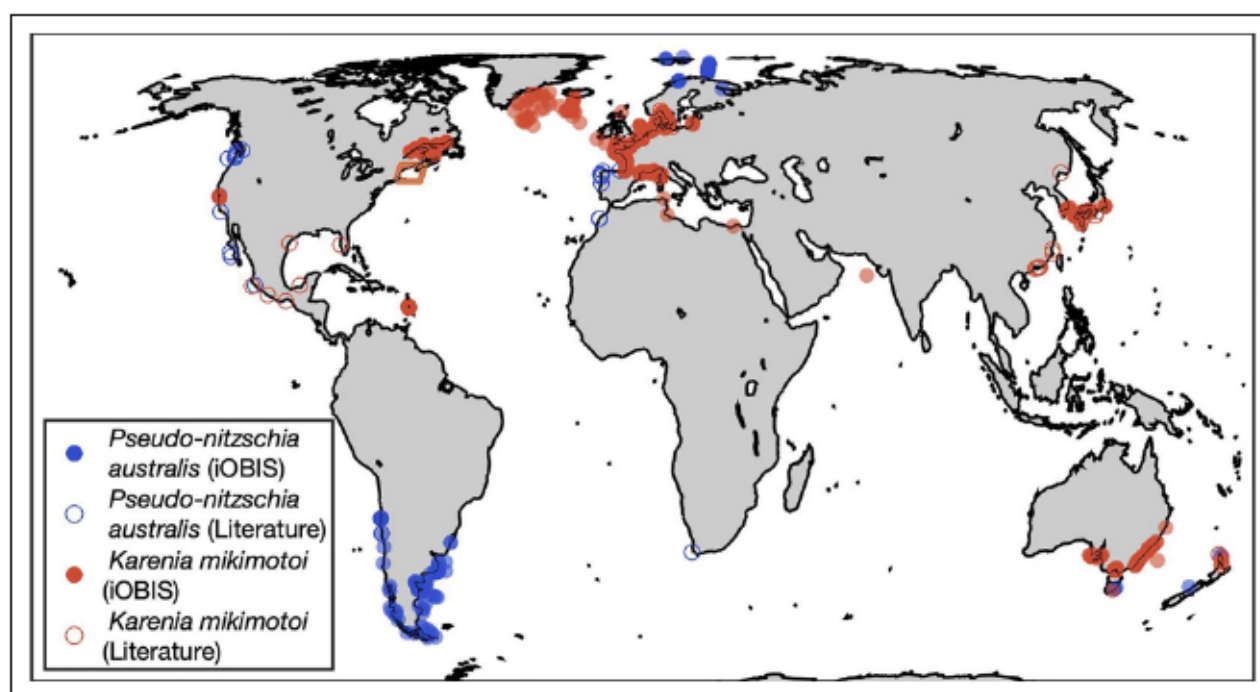 Pseudo-nitzschia
australis (iOBIS)
Pseudo-nitzschia
australis (Literature)
Karenia mikimotoi
(iOBIS)
Karenia mikimotoi
(Literature)